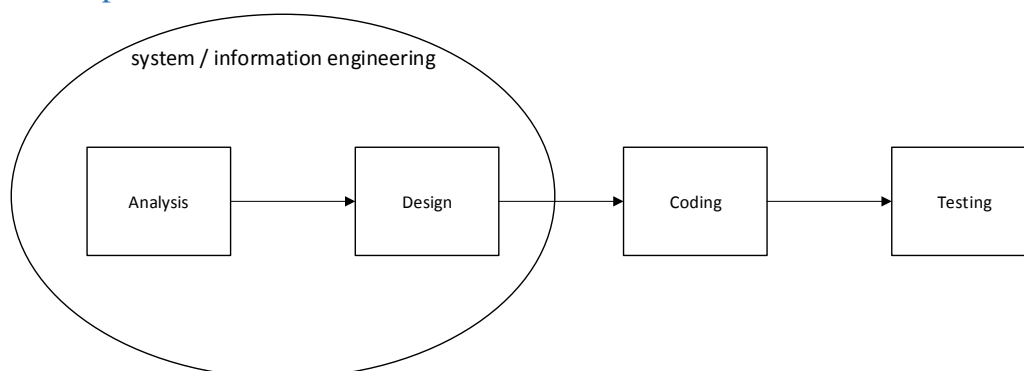 system / information engineering
Analysis
Design
Coding
Testing